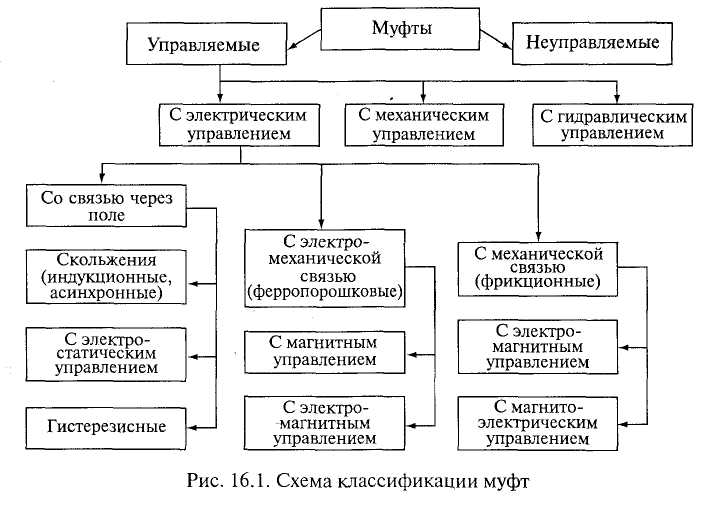 Муфты
Управляемые
Неуправляемые
С электрическим
управлением
С механическим
управлением
С гидравлическим
управлением
Со связью через
поле
Скольжения
(индукционные,
асинхронные)
С электро-
статическим
управлением
Гистерезисные
С электро-
механической
связью
(ферропорошковые)
С магнитным
управлением
С электро-
магнитным
управлением
С механической
связью
(фрикционные)
С электро-
магнитным
управлением
С магнито-
электрическим
управлением
Рис. 16.1. Схема классификации муфт